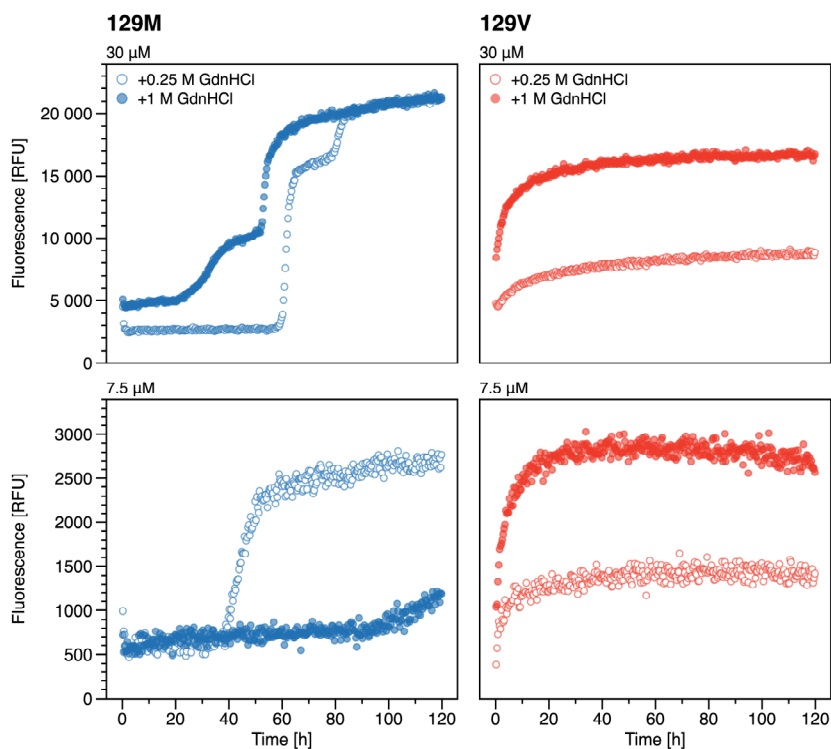 129M
129V
30 µM
30 µM
+0.25 M GdnHCl
+1 M GdnHCl
+0.25 M GdnHCl
+1 M GdnHCl
20 000
15 000
10 000
5 000
0
Fluorescence [RFU]
7.5 µM
7.5 µM
3000
2500
2000
1500
1000
500
0
Fluorescence [RFU]
0 20 40 60 80 100 120
0 20 40 60 80 100 120
Time [h]
Time [h]